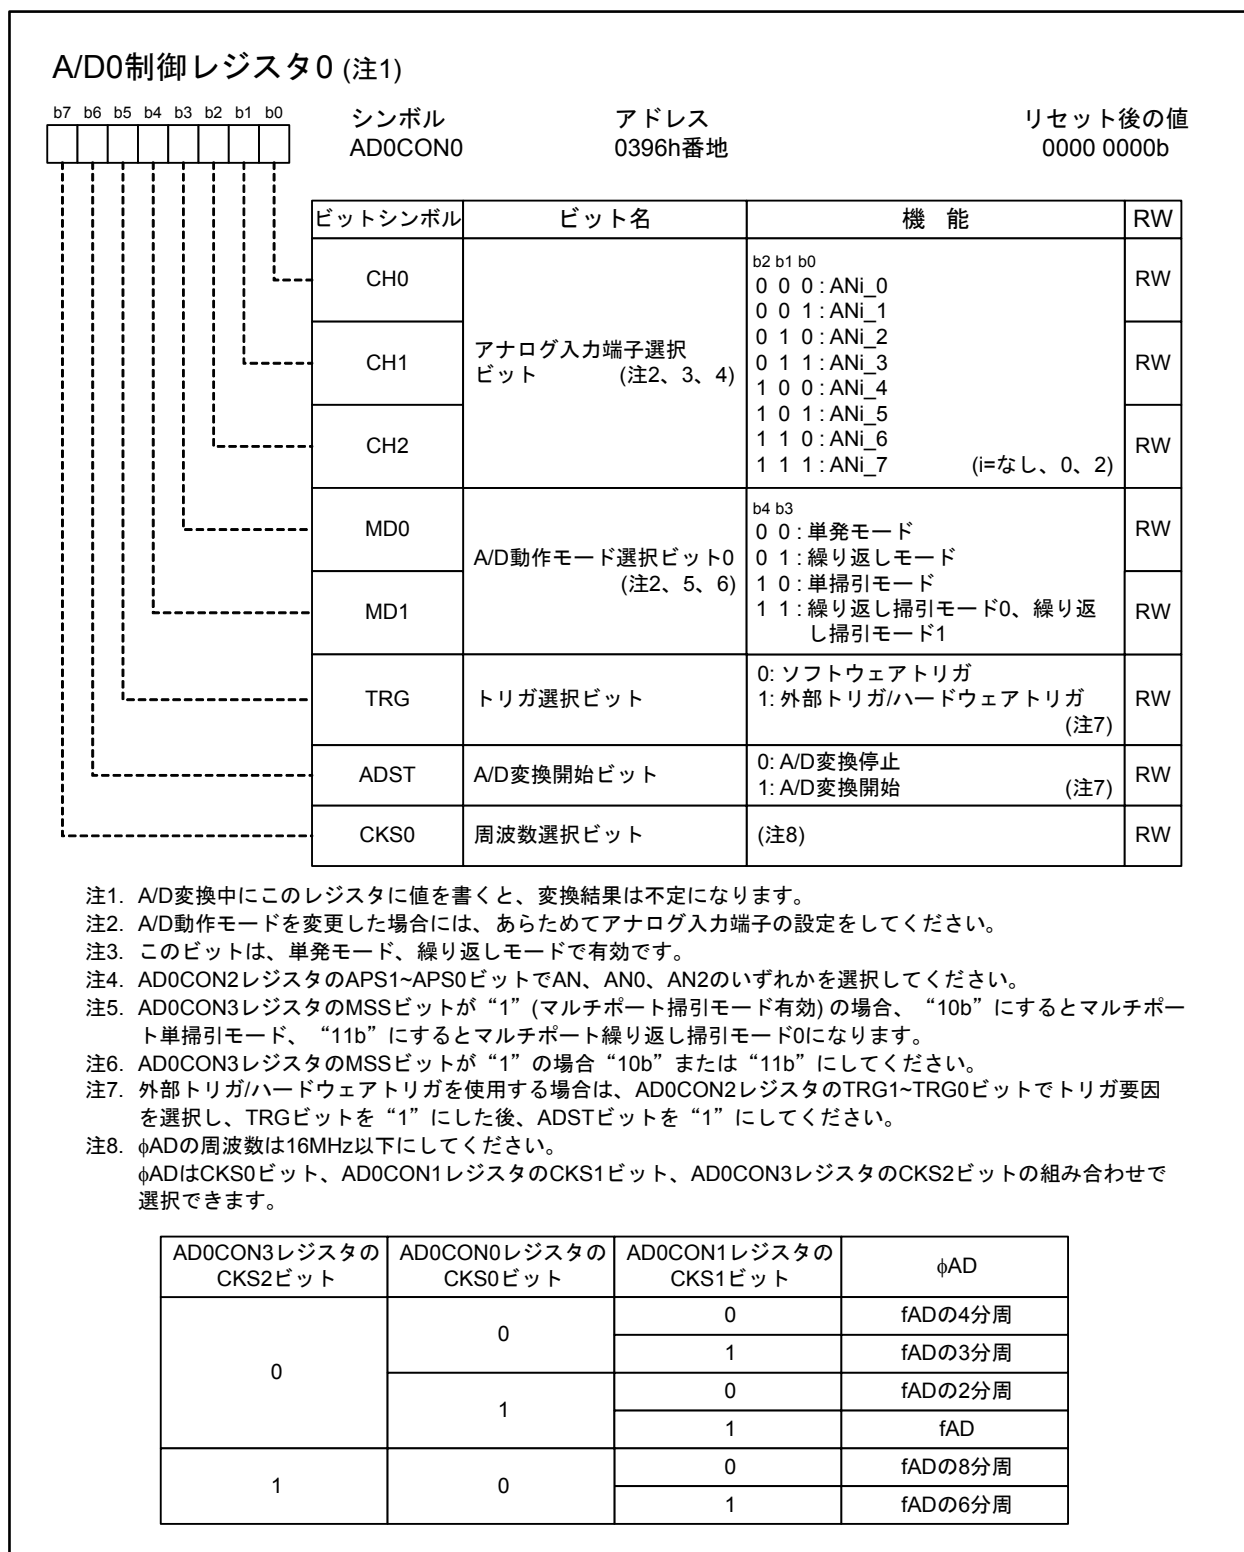 A/D0制御レジスタ0 (注1)
b7 b6 b5 b4 b3 b2 b1 b0
シンボル アドレス リセット後の値
AD0CON0 0396h番地 0000 0000b
ビットシンボル ビット名 機 能 RW
CH0 RW
CH1 RW
CH2 RW
アナログ入力端子選択
ビット (注2、3、4)
b2 b1 b0
0 0 0 : ANi_0
0 0 1 : ANi_1
0 1 0 : ANi_2
0 1 1 : ANi_3
1 0 0 : ANi_4
1 0 1 : ANi_5
1 1 0 : ANi_6
1 1 1 : ANi_7 (i=なし、0、2)
MD0 RW
MD1 RW
A/D動作モード選択ビット0
(注2、5、6)
b4 b3
0 0 : 単発モード
0 1 : 繰り返しモード
1 0 : 単掃引モード
1 1 : 繰り返し掃引モード0、繰り返
し掃引モード1
TRG トリガ選択ビット RW
0: ソフトウェアトリガ
1: 外部トリガ/ハードウェアトリガ
(注7)
ADST A/D変換開始ビット RW
0: A/D変換停止
1: A/D変換開始 (注7)
CKS0 周波数選択ビット (注8) RW
注1. A/D変換中にこのレジスタに値を書くと、変換結果は不定になります。
注2. A/D動作モードを変更した場合には、あらためてアナログ入力端子の設定をしてください。
注3. このビットは、単発モード、繰り返しモードで有効です。
注4. AD0CON2レジスタのAPS1~APS0ビットでAN、AN0、AN2のいずれかを選択してください。
注5. AD0CON3レジスタのMSSビットが“1” (マルチポート掃引モード有効) の場合、“10b”にするとマルチポー
ト単掃引モード、“11b”にするとマルチポート繰り返し掃引モード0になります。
注6. AD0CON3レジスタのMSSビットが“1”の場合“10b”または“11b”にしてください。
注7. 外部トリガ/ハードウェアトリガを使用する場合は、AD0CON2レジスタのTRG1~TRG0ビットでトリガ要因
を選択し、TRGビットを“1”にした後、ADSTビットを“1”にしてください。
注8. φADの周波数は16MHz以下にしてください。
φADはCKS0ビット、AD0CON1レジスタのCKS1ビット、AD0CON3レジスタのCKS2ビットの組み合わせで
選択できます。
AD0CON3レジスタの AD0CON0レジスタの AD0CON1レジスタの φAD
CKS2ビット CKS0ビット CKS1ビット
0 0 0 fADの4分周
1 fADの3分周
1 0 fADの2分周
1 fAD
1 0 0 fADの8分周
1 fADの6分周